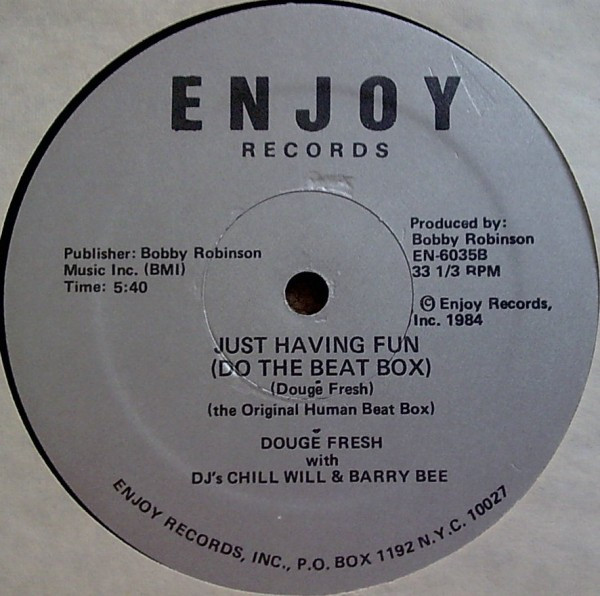 ENJOY
RECORDS
Publisher: Bobby Robinson
Music Inc. (BMI)
Time: 5:40
Produced by:
Bobby Robinson
EN-6035B
33 1/3 RPM
© Enjoy Records,
Inc. 1984
JUST HAVING FUN
(DO THE BEAT BOX)
(Dougē Fresh)
(the Original Human Beat Box)
DOUGĒ FRESH
with
DJ's CHILL WILL & BARRY BEE
ENJOY RECORDS, INC., P.O. BOX 1192 N.Y.C. 10027